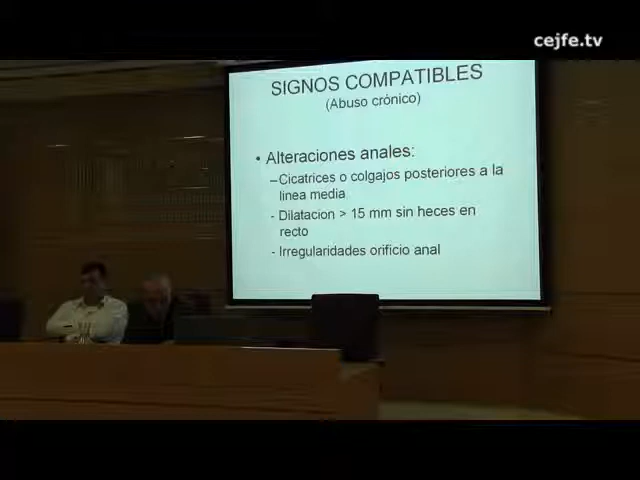 cejfe.tv
SIGNOS COMPATIBLES
(Abuso crónico)
• Alteraciones anales:
–Cicatrices o colgajos posteriores a la
linea media
- Dilatacion > 15 mm sin heces en
recto
- Irregularidades orificio anal